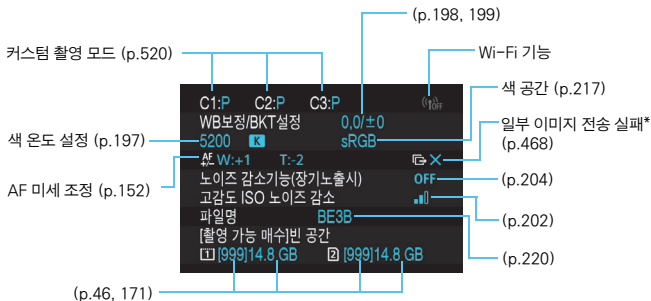 (p.198, 199)
커스텀 촬영 모드 (p.520)
Wi-Fi 기능
색 공간 (p.217)
C1:P C2:P C3:P OFF
WB보정/BKT설정 0,0/±0
색 온도 설정 (p.197)
5200 K sRGB
일부 이미지 전송 실패*
(p.468)
AF +/- W:+1 T:-2
AF 미세 조정 (p.152)
노이즈 감소기능(장기노출시) OFF
(p.204)
고감도 ISO 노이즈 감소
(p.202)
파일명 BE3B
(p.220)
[촬영 가능 매수]빈 공간
1 [999]14.8 GB 2 [999]14.8 GB
(p.46, 171)